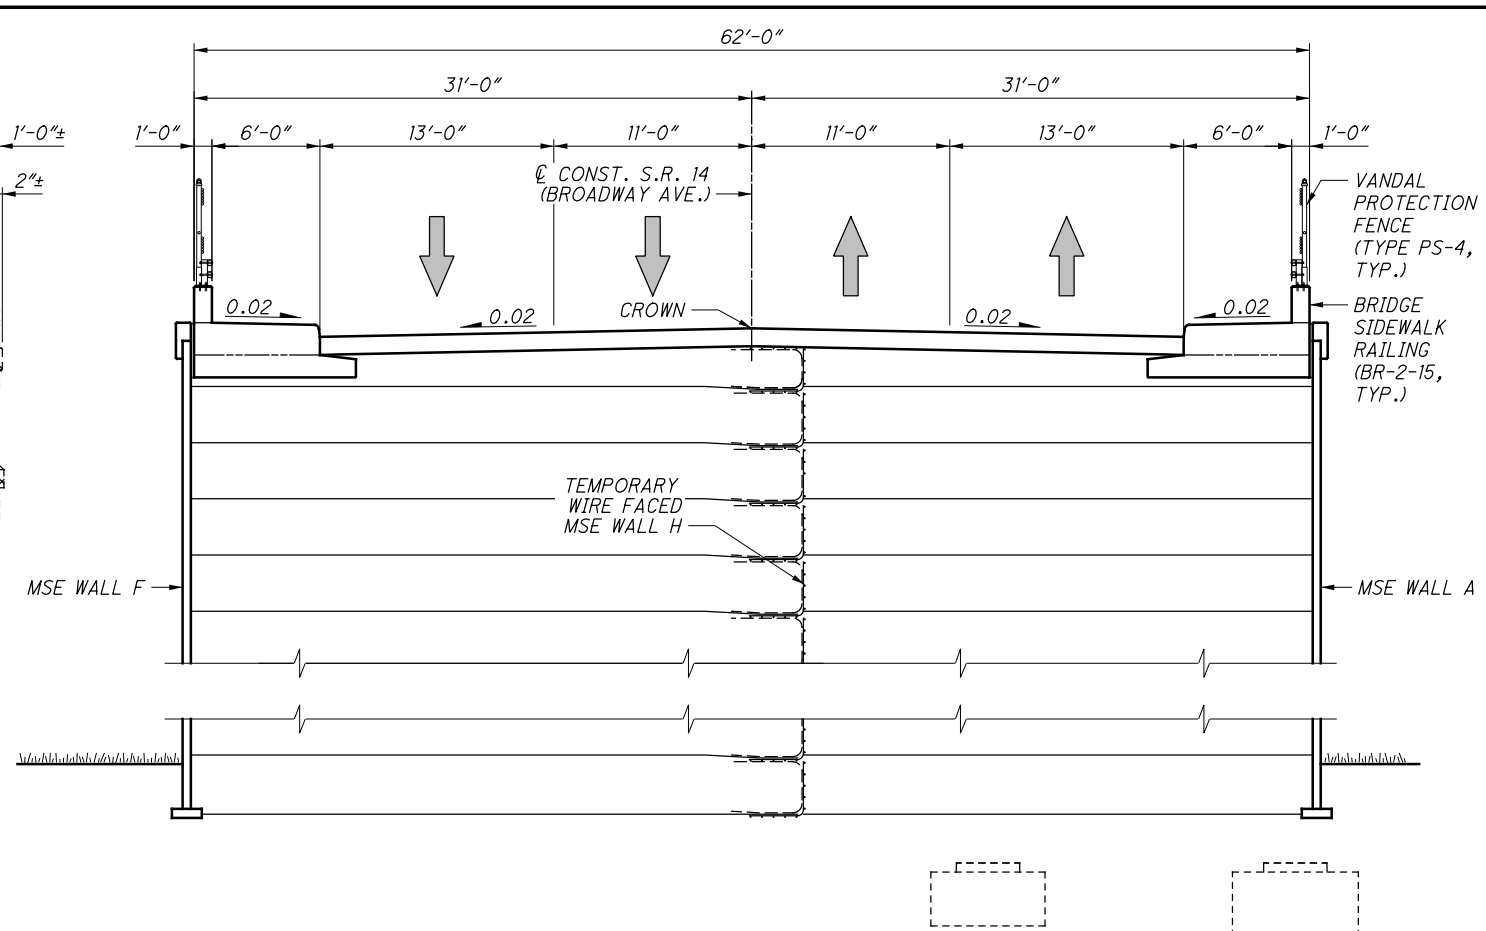 62'-0"
31'-0" 31'-0"
1'-0"± 1'-0" 6'-0" 13'-0" 11'-0" 11'-0" 13'-0" 6'-0" 1'-0"
2"±
℄ CONST. S.R. 14
(BROADWAY AVE.)
VANDAL
PROTECTION
FENCE
(TYPE PS-4,
TYP.)
0.02 0.02 CROWN 0.02 0.02
BRIDGE
SIDEWALK
RAILING
(BR-2-15,
TYP.)
TEMPORARY
WIRE FACED
MSE WALL H
MSE WALL F
MSE WALL A